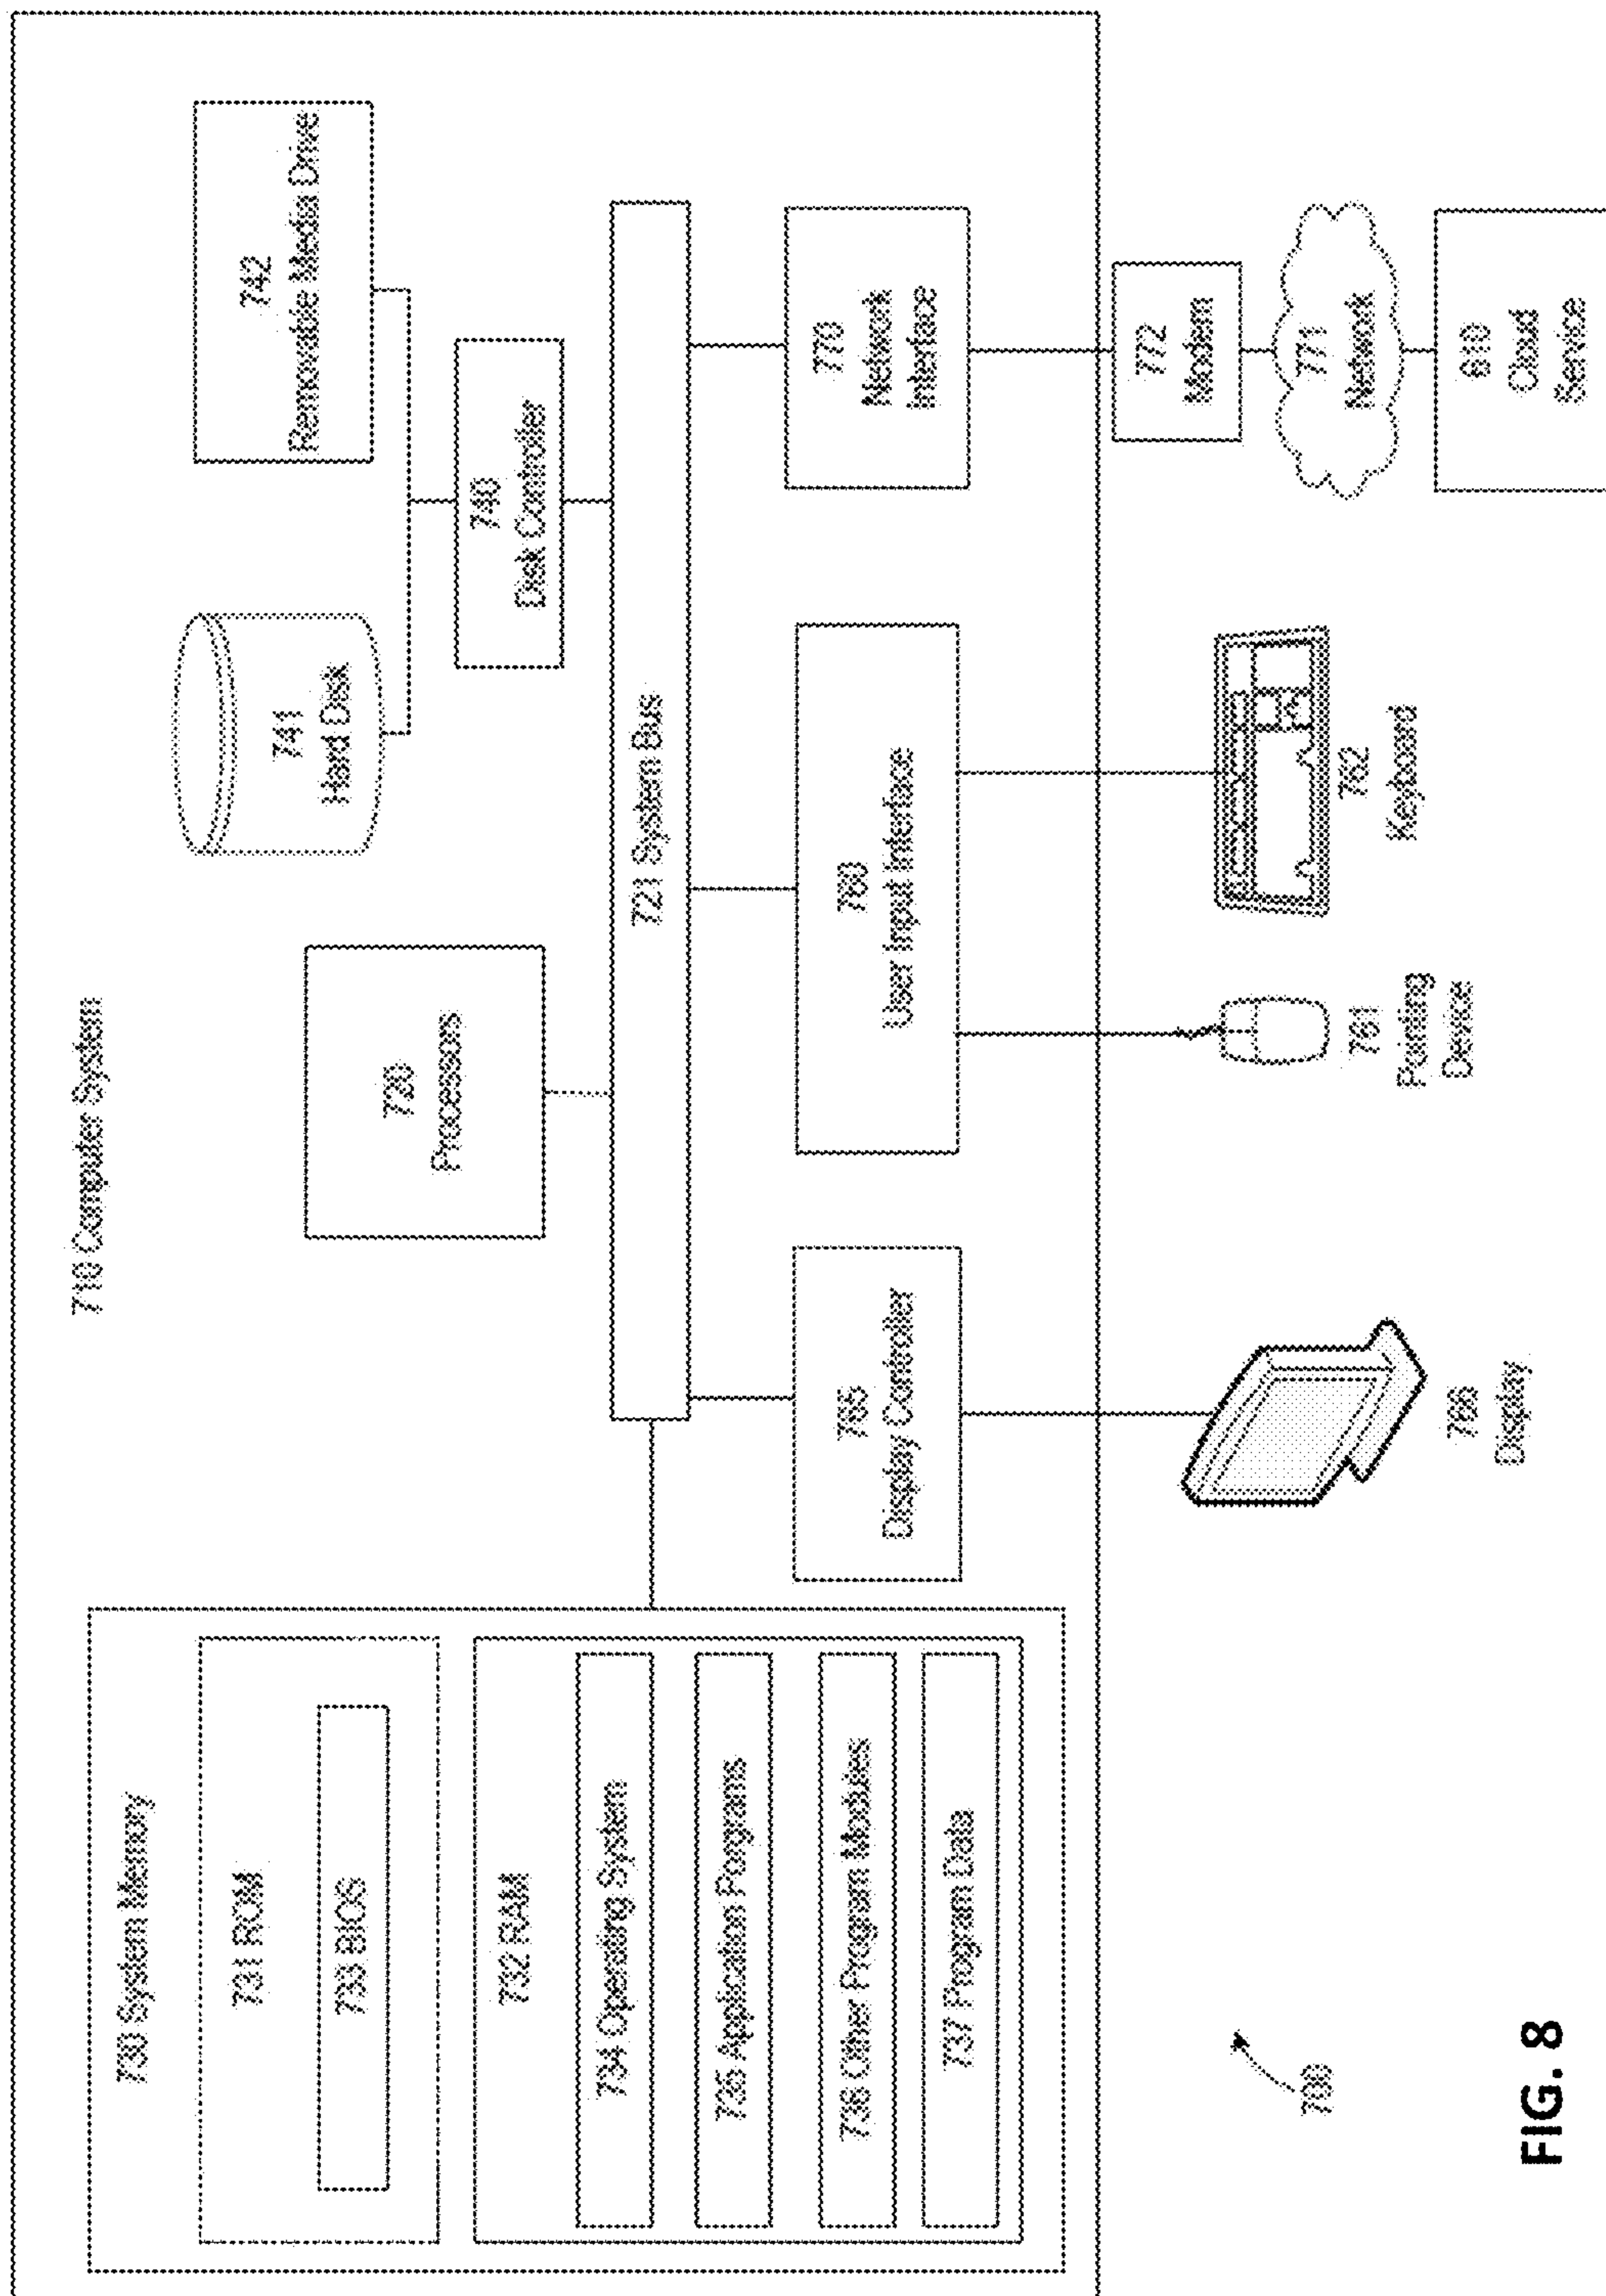 710 Computer System
730 System Memory
731 ROM
733 BIOS
732 RAM
734 Operating System
735 Application Porgrams
736 Other Program Modules
737 Program Data
720
Processors
741
Hard Disk
742
Removable Media Drive
740
Disk Controller
721 System Bus
765
Display Controller
760
User Input Interface
770
Network
Interface
772
Modem
771
Network
610
Cloud
Service
766
Display
761
Pointing
Device
762
Keyboard
700
FIG. 8